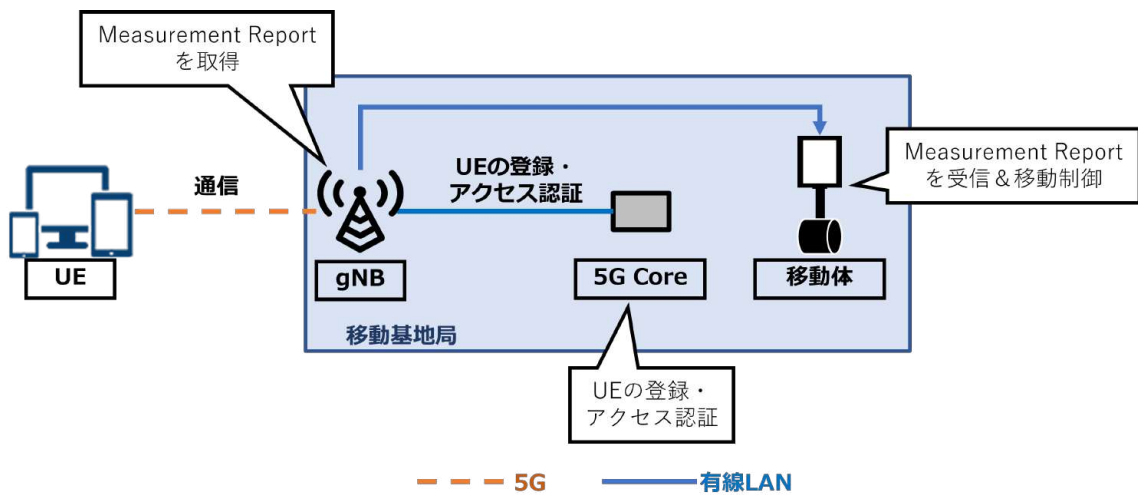 Measurement Report
を取得
通信
UEの登録・
アクセス認証
Measurement Report
を受信＆移動制御
UE
gNB
5G Core
移動体
移動基地局
UEの登録・
アクセス認証
5G
有線LAN